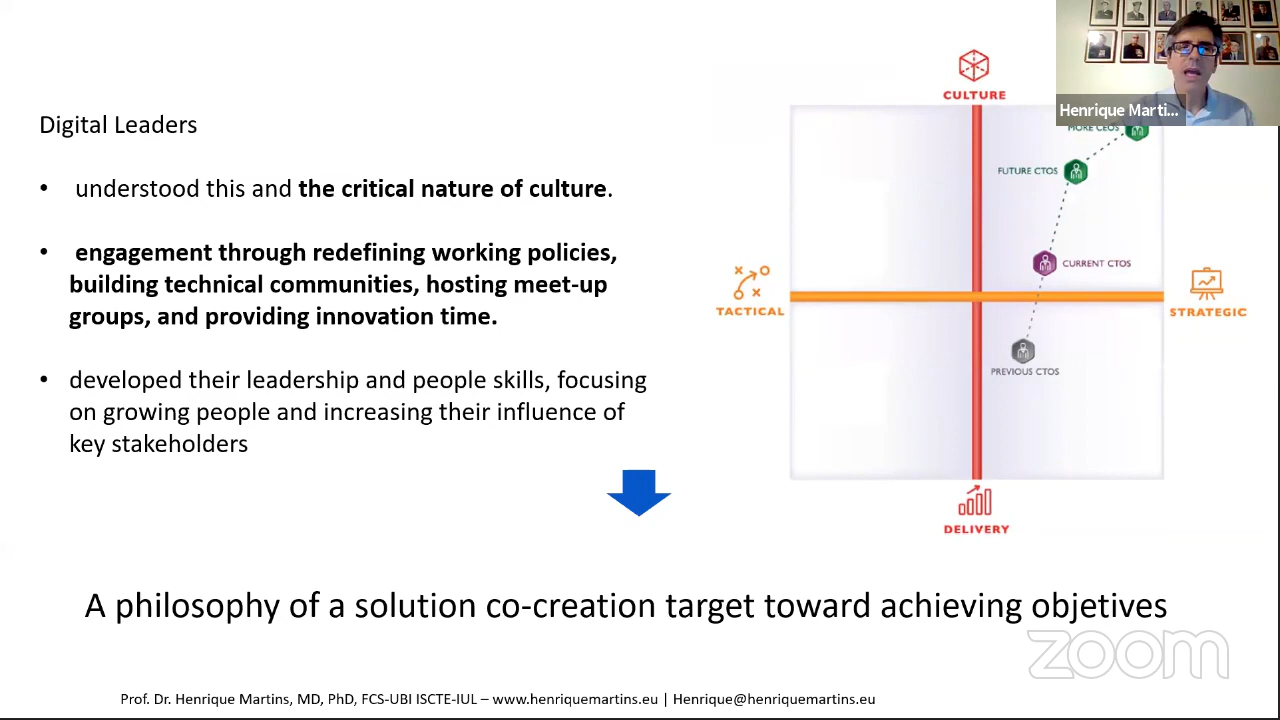 Henrique Marti...
Digital Leaders
• understood this and the critical nature of culture.
• engagement through redefining working policies,
building technical communities, hosting meet-up
groups, and providing innovation time.
• developed their leadership and people skills, focusing
on growing people and increasing their influence of
key stakeholders
CULTURE
MORE CEOS
FUTURE CTOS
CURRENT CTOS
TACTICAL
STRATEGIC
PREVIOUS CTOS
DELIVERY
A philosophy of a solution co-creation target toward achieving objetives
zoom
Prof. Dr. Henrique Martins, MD, PhD, FCS-UBI ISCTE-IUL – www.henriquemartins.eu | Henrique@henriquemartins.eu